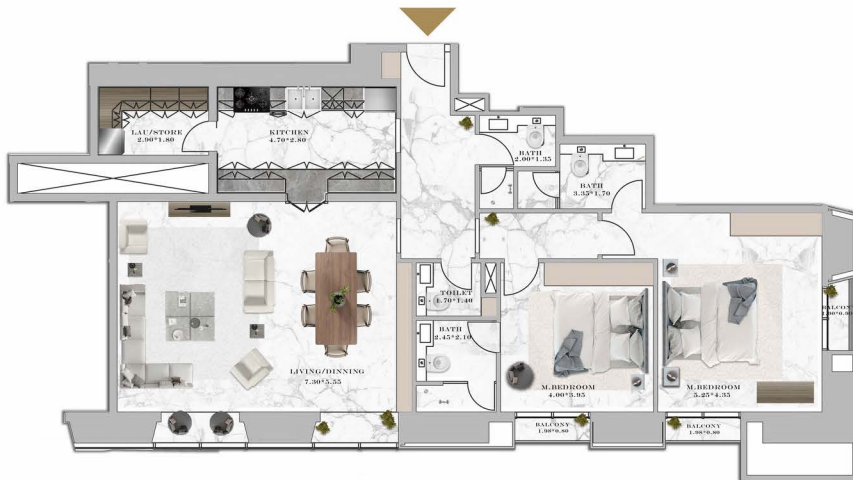 LAU/STORE
2.90*1.80
KITCHEN
4.70*2.80
BATH
2.00*1.35
BATH
3.35*1.70
TOILET
1.70*1.40
BATH
2.45*2.10
LIVING/DINNING
7.30*5.55
M.BEDROOM
4.00*3.95
M.BEDROOM
5.25*4.35
BALCONY
BALCONY
1.98*0.80
BALCONY
1.98*0.80